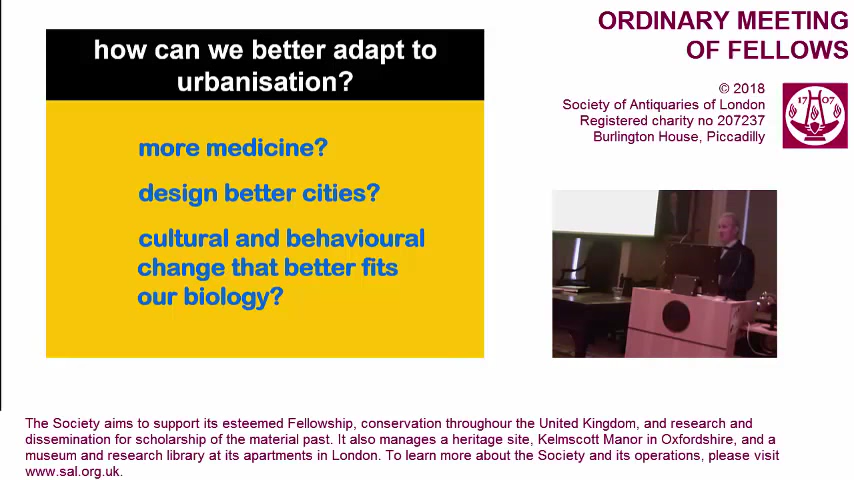 how can we better adapt to
urbanisation?
more medicine?
design better cities?
cultural and behavioural
change that better fits
our biology?
ORDINARY MEETING
OF FELLOWS
© 2018
Society of Antiquaries of London
Registered charity no 207237
Burlington House, Piccadilly
17 07
The Society aims to support its esteemed Fellowship, conservation throughour the United Kingdom, and research and
dissemination for scholarship of the material past. It also manages a heritage site, Kelmscott Manor in Oxfordshire, and a
museum and research library at its apartments in London. To learn more about the Society and its operations, please visit
www.sal.org.uk.